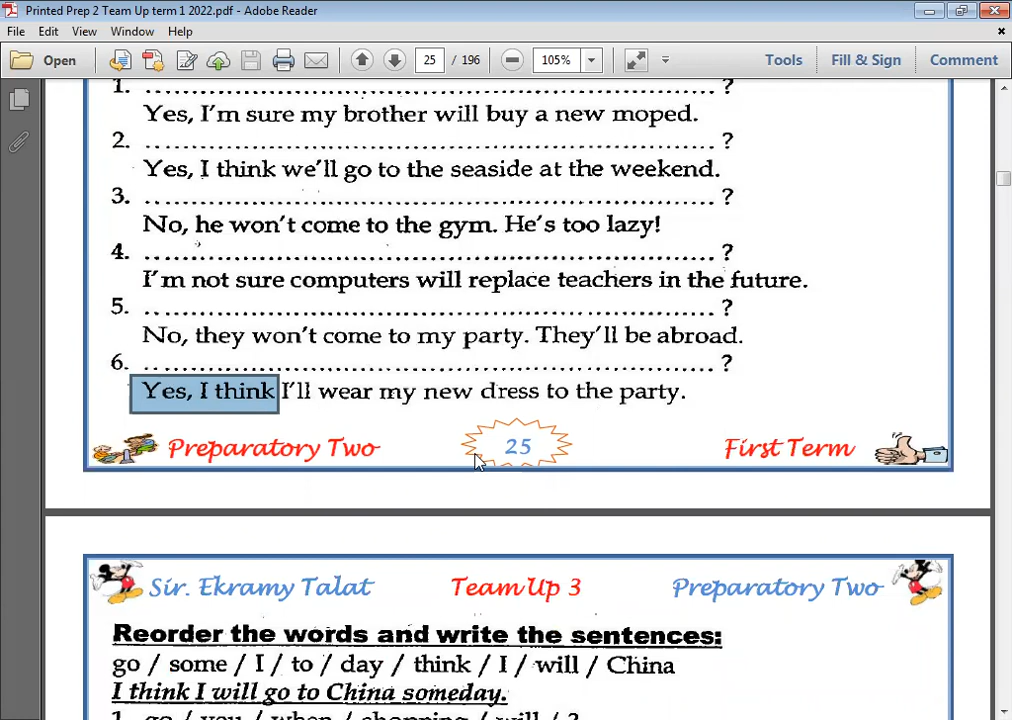 Printed Prep 2 Team Up term 1 2022.pdf - Adobe Reader
File Edit View Window Help
Open 25 / 196 105% Tools Fill & Sign Comment
1. ..................................................................................... ?
Yes, I'm sure my brother will buy a new moped.
2. ..................................................................................... ?
Yes, I think we'll go to the seaside at the weekend.
3. ..................................................................................... ?
No, he won't come to the gym. He's too lazy!
4. ..................................................................................... ?
I'm not sure computers will replace teachers in the future.
5. ..................................................................................... ?
No, they won't come to my party. They'll be abroad.
6. ..................................................................................... ?
Yes, I think I'll wear my new dress to the party.
Preparatory Two 25 First Term
Sir. Ekramy Talat Team Up 3 Preparatory Two
Reorder the words and write the sentences:
go / some / I / to / day / think / I / will / China
I think I will go to China someday.
1. go / you / when / shopping / will / ?